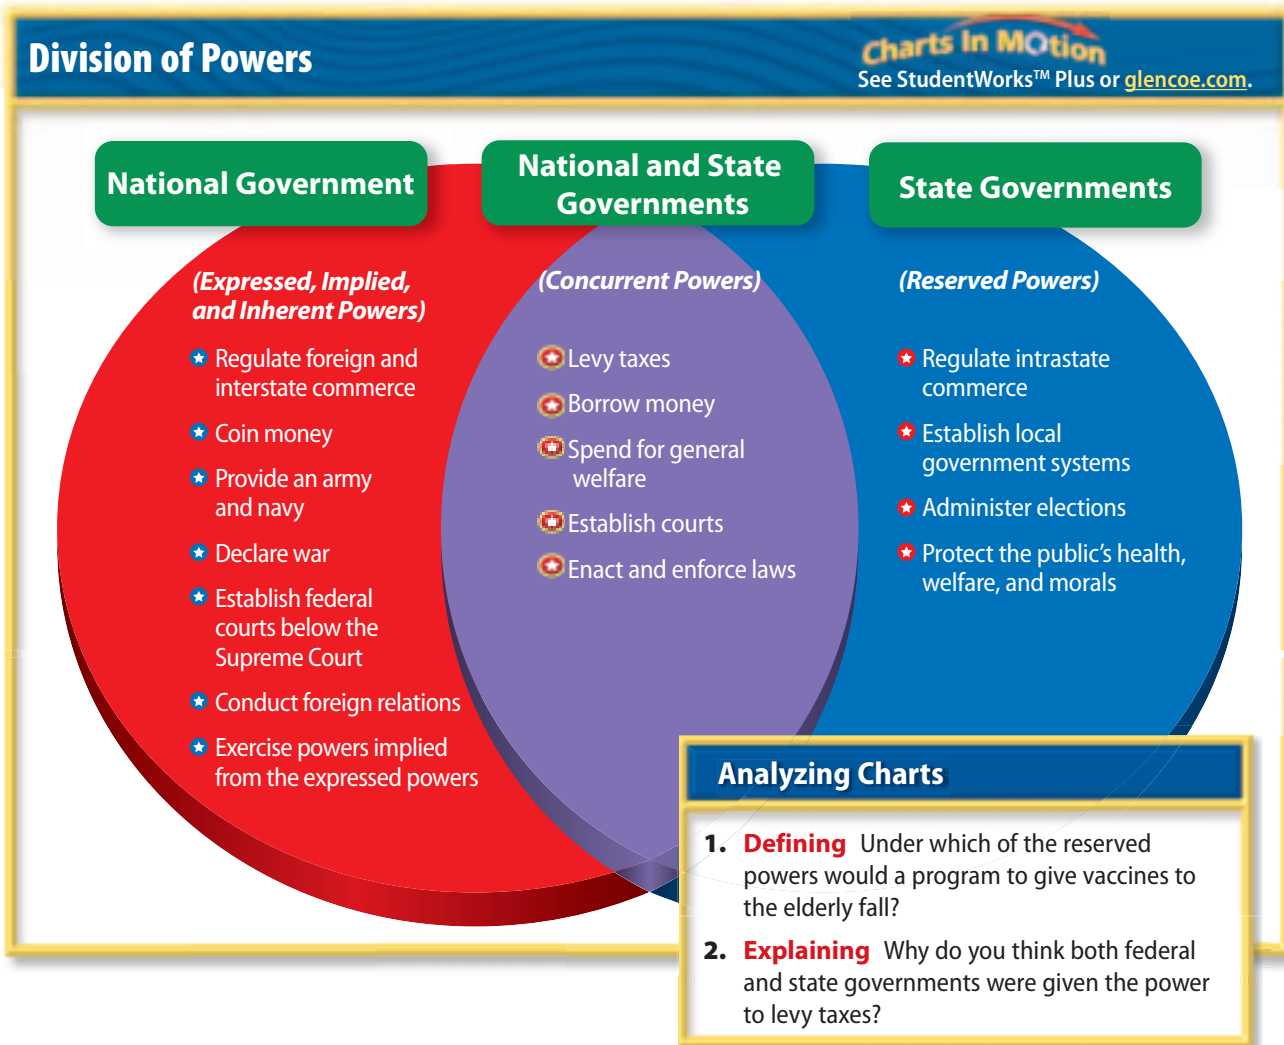 Division of Powers
Charts In MOtion
See StudentWorks™ Plus or glencoe.com.
National Government
National and State
Governments
State Governments
(Expressed, Implied,
and Inherent Powers)
Regulate foreign and
interstate commerce
Coin money
Provide an army
and navy
Declare war
Establish federal
courts below the
Supreme Court
Conduct foreign relations
Exercise powers implied
from the expressed powers
(Concurrent Powers)
Levy taxes
Borrow money
Spend for general
welfare
Establish courts
Enact and enforce laws
(Reserved Powers)
Regulate intrastate
commerce
Establish local
government systems
Administer elections
Protect the public's health,
welfare, and morals
Analyzing Charts
1. Defining Under which of the reserved
powers would a program to give vaccines to
the elderly fall?
2. Explaining Why do you think both federal
and state governments were given the power
to levy taxes?